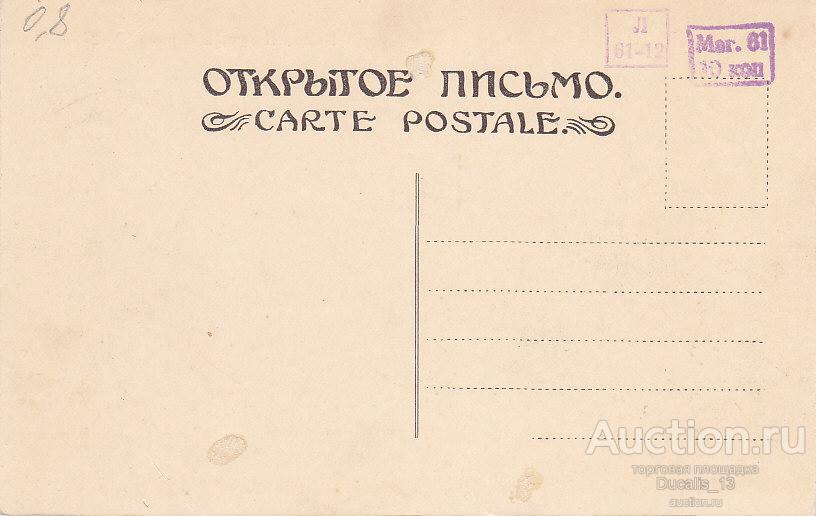 0,8
Л
61-12
Маг. 61
10 коп
ОТКРЫТОЕ ПИСЬМО.
CARTE POSTALE.
Auction.ru
торговая площадка
Ducalis_13
auction.ru